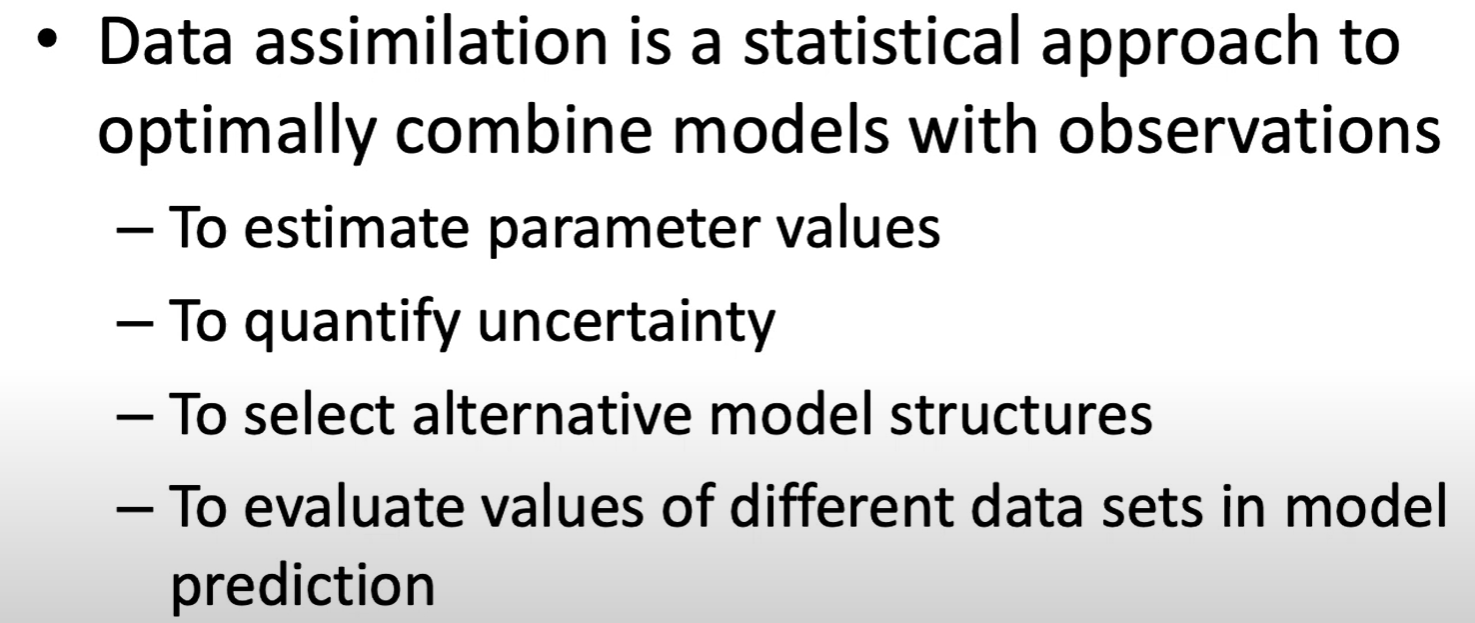 • Data assimilation is a statistical approach to
optimally combine models with observations
– To estimate parameter values
– To quantify uncertainty
– To select alternative model structures
– To evaluate values of different data sets in model
prediction